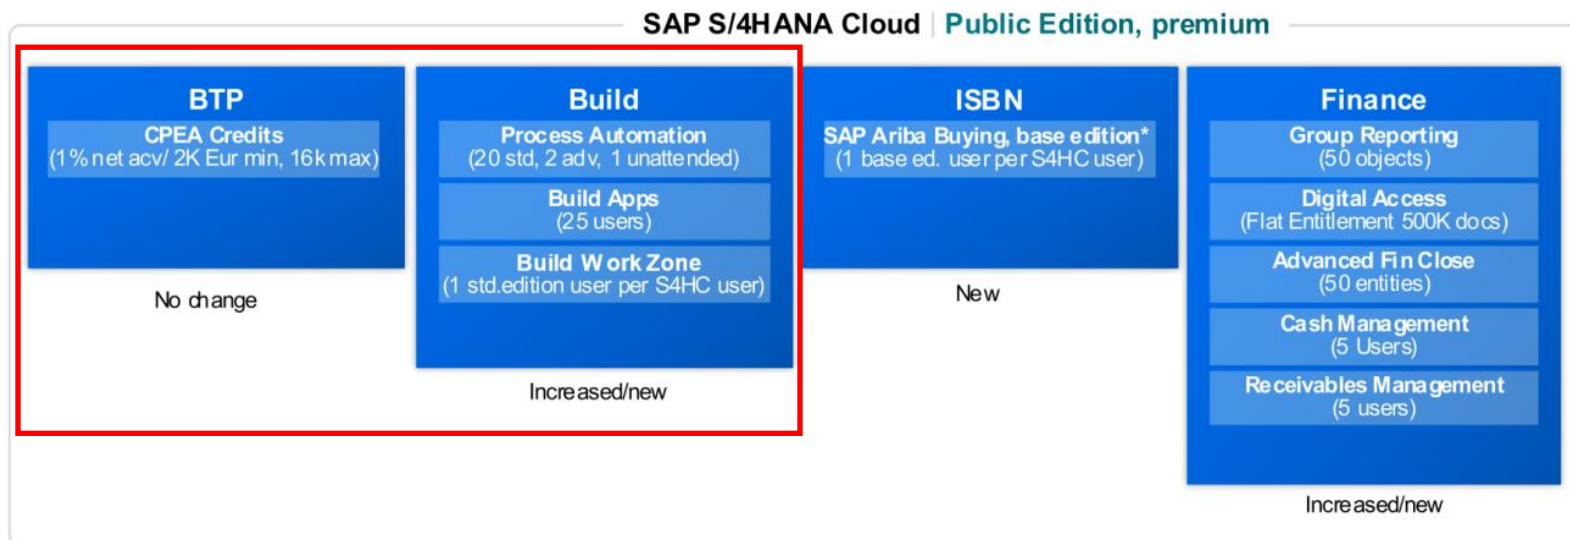 SAP S/4HANA Cloud | Public Edition, premium
BTP
CPEA Credits
(1% net acv/ 2K Eur min, 16k max)
No change
Build
Process Automation
(20 std, 2 adv, 1 unattended)
Build Apps
(25 users)
Build Work Zone
(1 std.edition user per S4HC user)
Increased/new
ISBN
SAP Ariba Buying, base edition*
(1 base ed. user per S4HC user)
New
Finance
Group Reporting
(50 objects)
Digital Access
(Flat Entitlement 500K docs)
Advanced Fin Close
(50 entities)
Cash Management
(5 Users)
Receivables Management
(5 users)
Increased/new